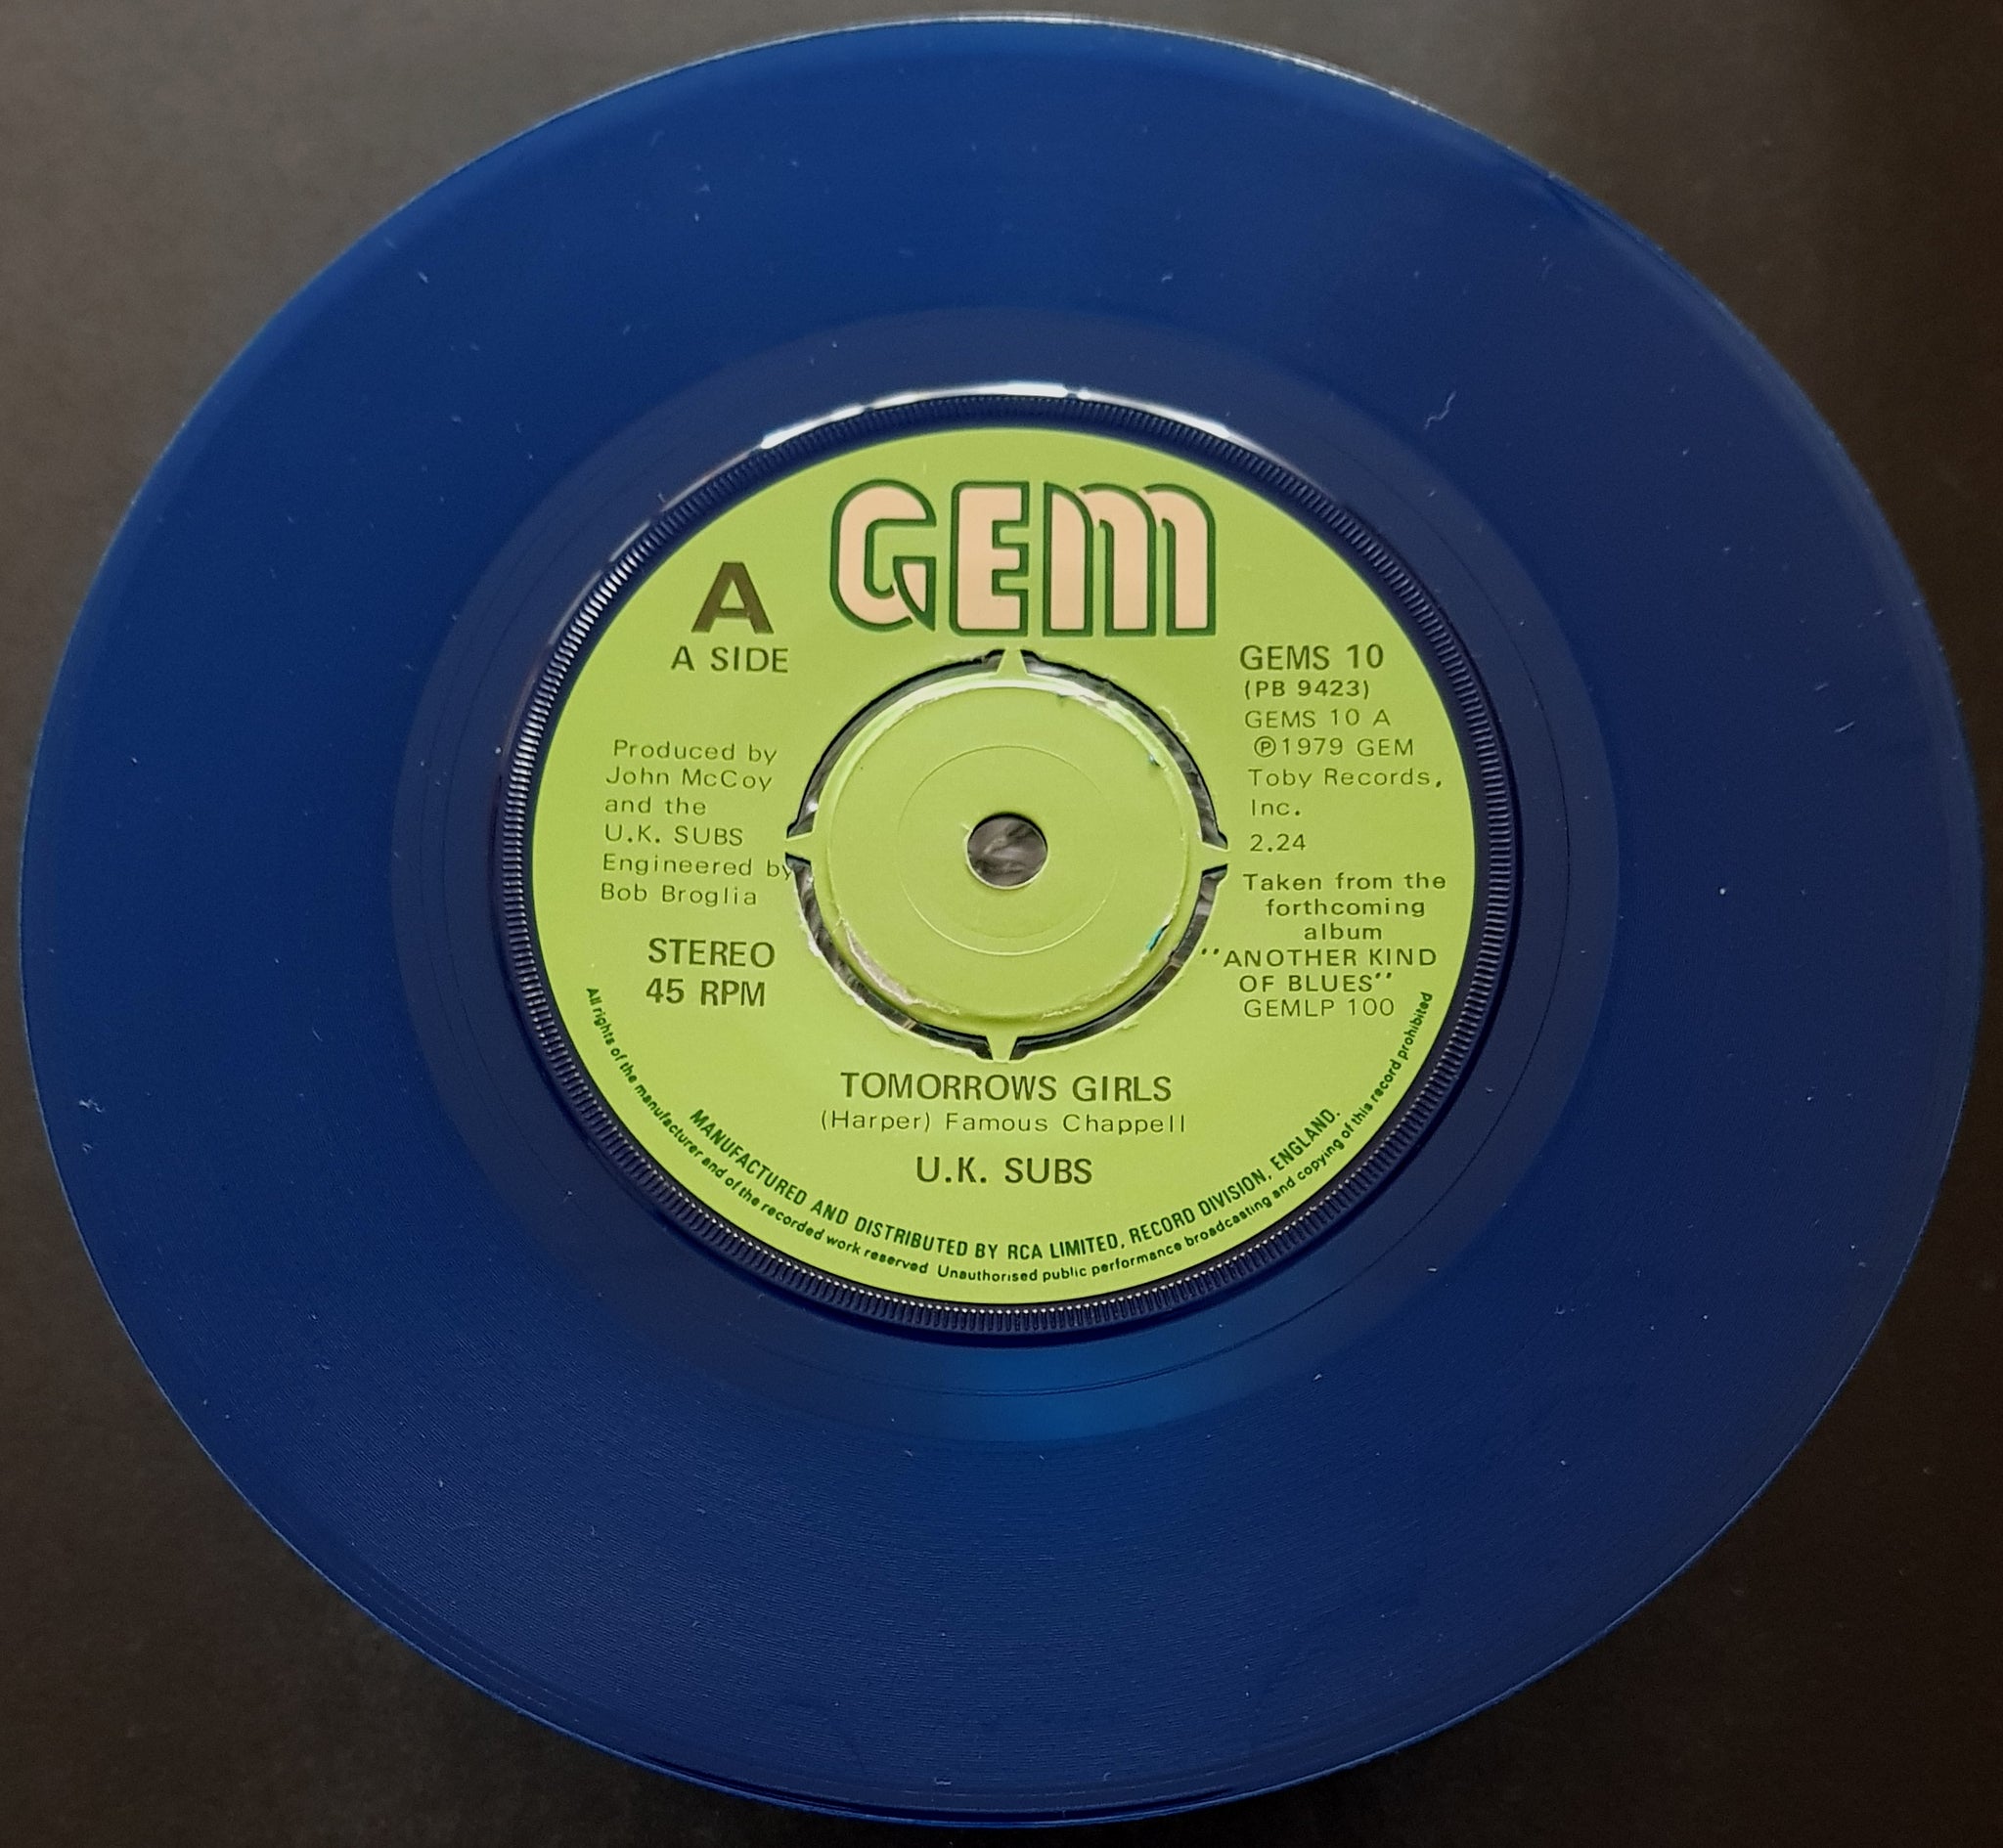 GEM
A
A SIDE
GEMS 10
(PB 9423)
GEMS 10 A
℗1979 GEM
Toby Records,
Inc.
2.24
Produced by
John McCoy
and the
U.K. SUBS
Engineered by
Bob Broglia
STEREO
45 RPM
Taken from the
forthcoming
album
''ANOTHER KIND
OF BLUES''
GEMLP 100
TOMORROWS GIRLS
(Harper) Famous Chappell
U.K. SUBS
MANUFACTURED AND DISTRIBUTED BY RCA LIMITED, RECORD DIVISION, ENGLAND.
All rights of the manufacturer and of the recorded work reserved Unauthorised public performance broadcasting and copying of this record prohibited